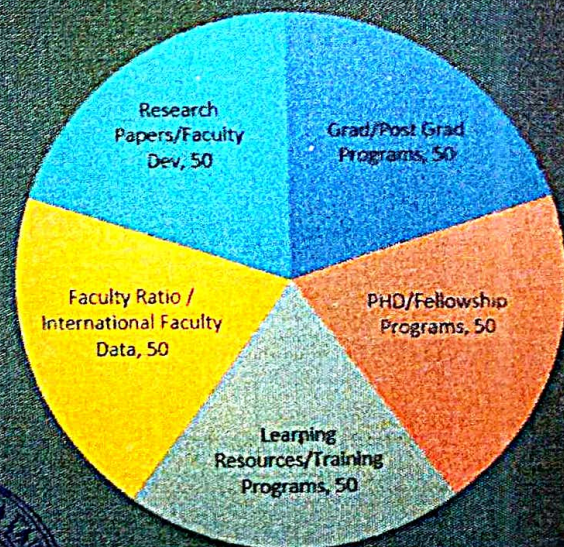 Research
Papers/Faculty
Dev, 50
Grad/Post Grad
Programs, 50
Faculty Ratio /
International Faculty
Data, 50
PHD/Fellowship
Programs, 50
Learning
Resources/Training
Programs, 50